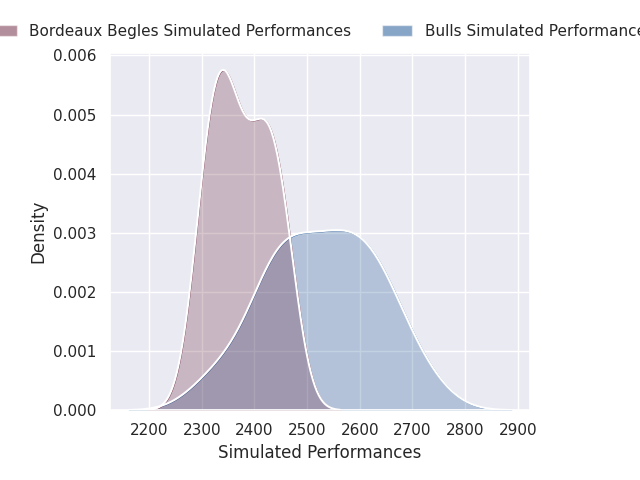 Bordeaux Begles Simulated Performances
Bulls Simulated Performance
0.006
0.005
0.004
0.003
0.002
0.001
0.000
Density
2200 2300 2400 2500 2600 2700 2800 2900
Simulated Performances